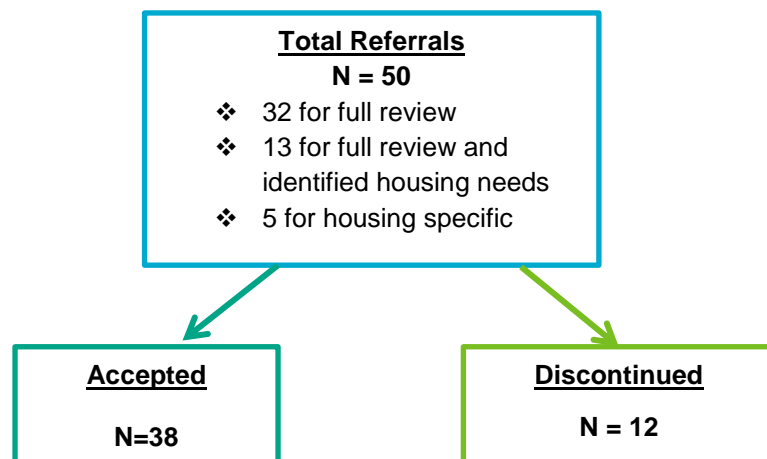 Total Referrals
N = 50
❖ 32 for full review
❖ 13 for full review and
identified housing needs
❖ 5 for housing specific
Accepted
N=38
Discontinued
N = 12